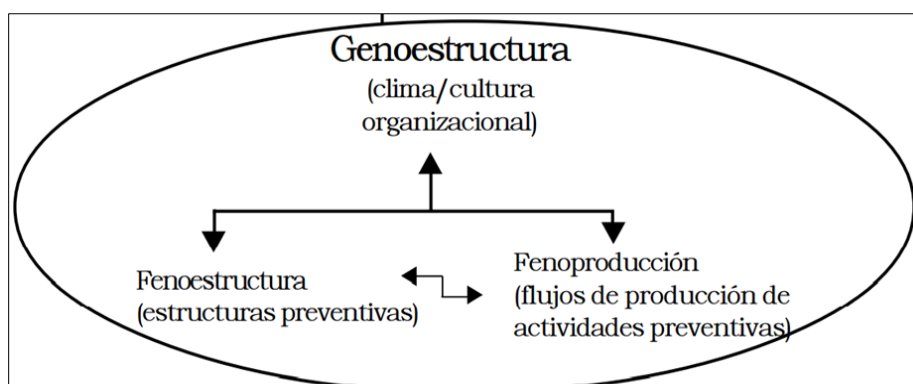 Genoestructura
(clima/cultura
organizacional)
Fenoestructura
(estructuras preventivas)
Fenoproducción
(flujos de producción de
actividades preventivas)